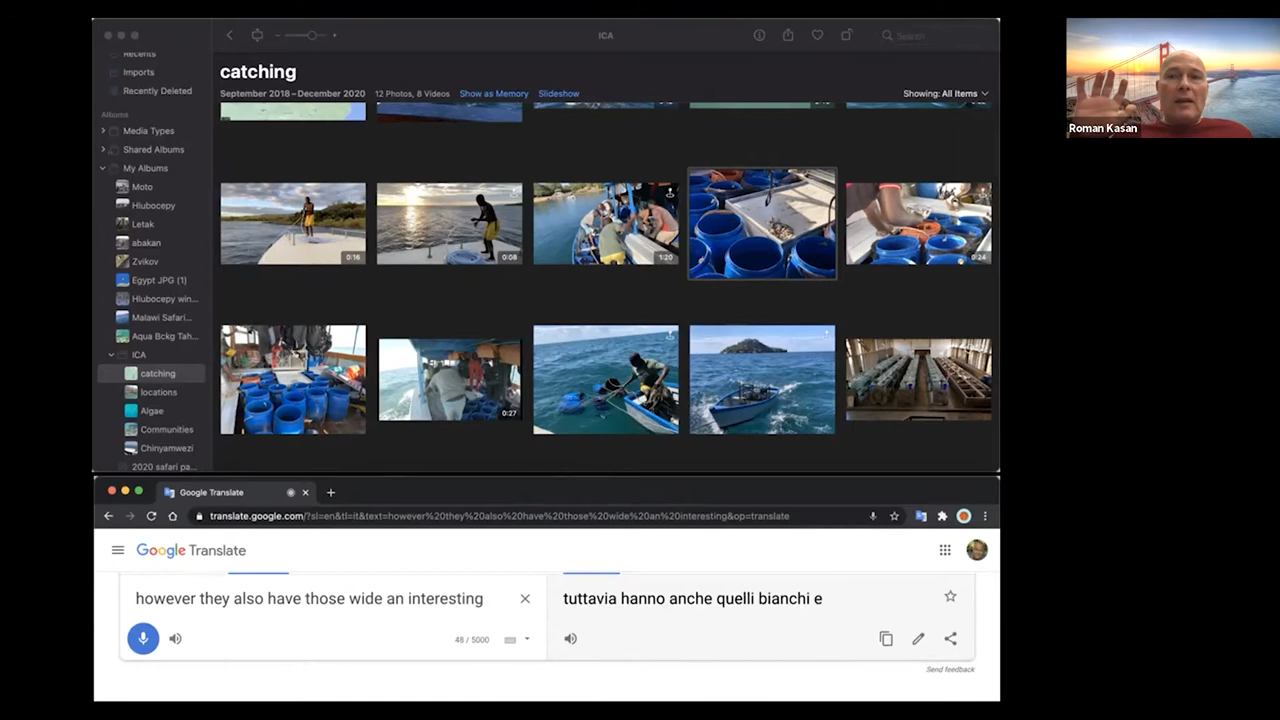 ICA
Search
Recents
Imports
Recently Deleted
Albums
Media Types
Shared Albums
My Albums
Moto
Hlubocepy
Letak
abakan
Zvikov
Egypt JPG (1)
Hlubocepy win...
Malawi Safari...
Aqua Bckg Tah...
ICA
catching
locations
Algae
Communities
Chinyamwezi
2020 safari pa...
catching
September 2018 – December 2020 12 Photos, 8 Videos Show as Memory Slideshow Showing: All Items
0:16 0:08 1:20 0:24
0:27
Roman Kasan
Google Translate
translate.google.com/?sl=en&tl=it&text=however%20they%20also%20have%20those%20wide%20an%20interesting&op=translate
Google Translate
however they also have those wide an interesting
48 / 5000
tuttavia hanno anche quelli bianchi e
Send feedback